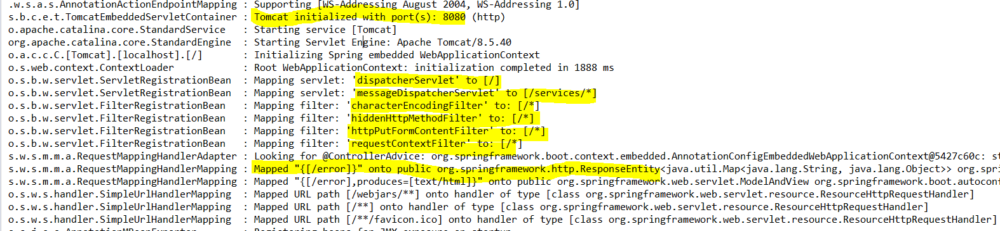 .w.s.a.s.AnnotationActionEndpointMapping : Supporting [WS-Addressing August 2004, WS-Addressing 1.0]
s.b.c.e.t.TomcatEmbeddedServletContainer : Tomcat initialized with port(s): 8080 (http)
o.apache.catalina.core.StandardService : Starting service [Tomcat]
org.apache.catalina.core.StandardEngine : Starting Servlet Engine: Apache Tomcat/8.5.40
o.a.c.c.C.[Tomcat].[localhost].[/] : Initializing Spring embedded WebApplicationContext
o.s.web.context.ContextLoader : Root WebApplicationContext: initialization completed in 1888 ms
o.s.b.w.servlet.ServletRegistrationBean : Mapping servlet: 'dispatcherServlet' to [/]
o.s.b.w.servlet.ServletRegistrationBean : Mapping servlet: 'messageDispatcherServlet' to [/services/*]
o.s.b.w.servlet.FilterRegistrationBean : Mapping filter: 'characterEncodingFilter' to: [/*]
o.s.b.w.servlet.FilterRegistrationBean : Mapping filter: 'hiddenHttpMethodFilter' to: [/*]
o.s.b.w.servlet.FilterRegistrationBean : Mapping filter: 'httpPutFormContentFilter' to: [/*]
o.s.b.w.servlet.FilterRegistrationBean : Mapping filter: 'requestContextFilter' to: [/*]
s.w.s.m.m.a.RequestMappingHandlerAdapter : Looking for @ControllerAdvice: org.springframework.boot.context.embedded.AnnotationConfigEmbeddedWebApplicationContext@5427c60c: st
s.w.s.m.m.a.RequestMappingHandlerMapping : Mapped "{[/error]}" onto public org.springframework.http.ResponseEntity<java.util.Map<java.lang.String, java.lang.Object>> org.spri
s.w.s.m.m.a.RequestMappingHandlerMapping : Mapped "{[/error],produces=[text/html]}" onto public org.springframework.web.servlet.ModelAndView org.springframework.boot.autoconf
o.s.w.s.handler.SimpleUrlHandlerMapping : Mapped URL path [/webjars/**] onto handler of type [class org.springframework.web.servlet.resource.ResourceHttpRequestHandler]
o.s.w.s.handler.SimpleUrlHandlerMapping : Mapped URL path [/**] onto handler of type [class org.springframework.web.servlet.resource.ResourceHttpRequestHandler]
o.s.w.s.handler.SimpleUrlHandlerMapping : Mapped URL path [/**/favicon.ico] onto handler of type [class org.springframework.web.servlet.resource.ResourceHttpRequestHandler]